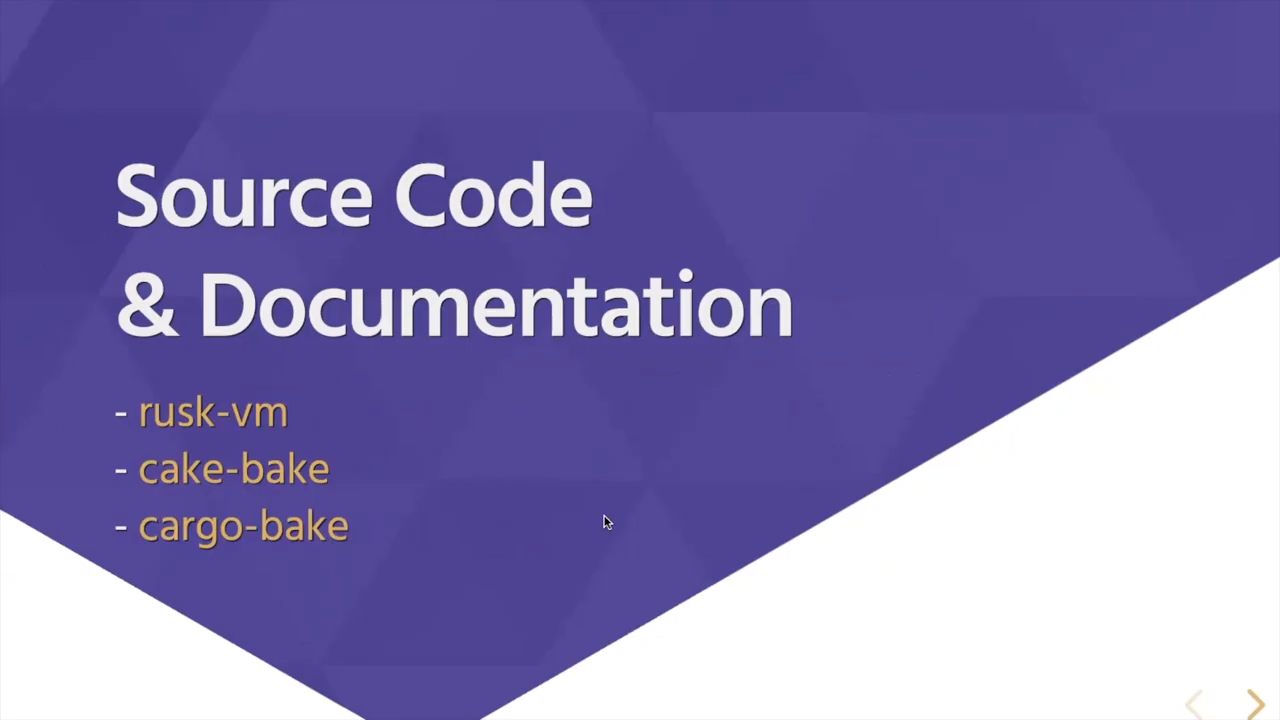 Source Code
& Documentation
- rusk-vm
- cake-bake
- cargo-bake